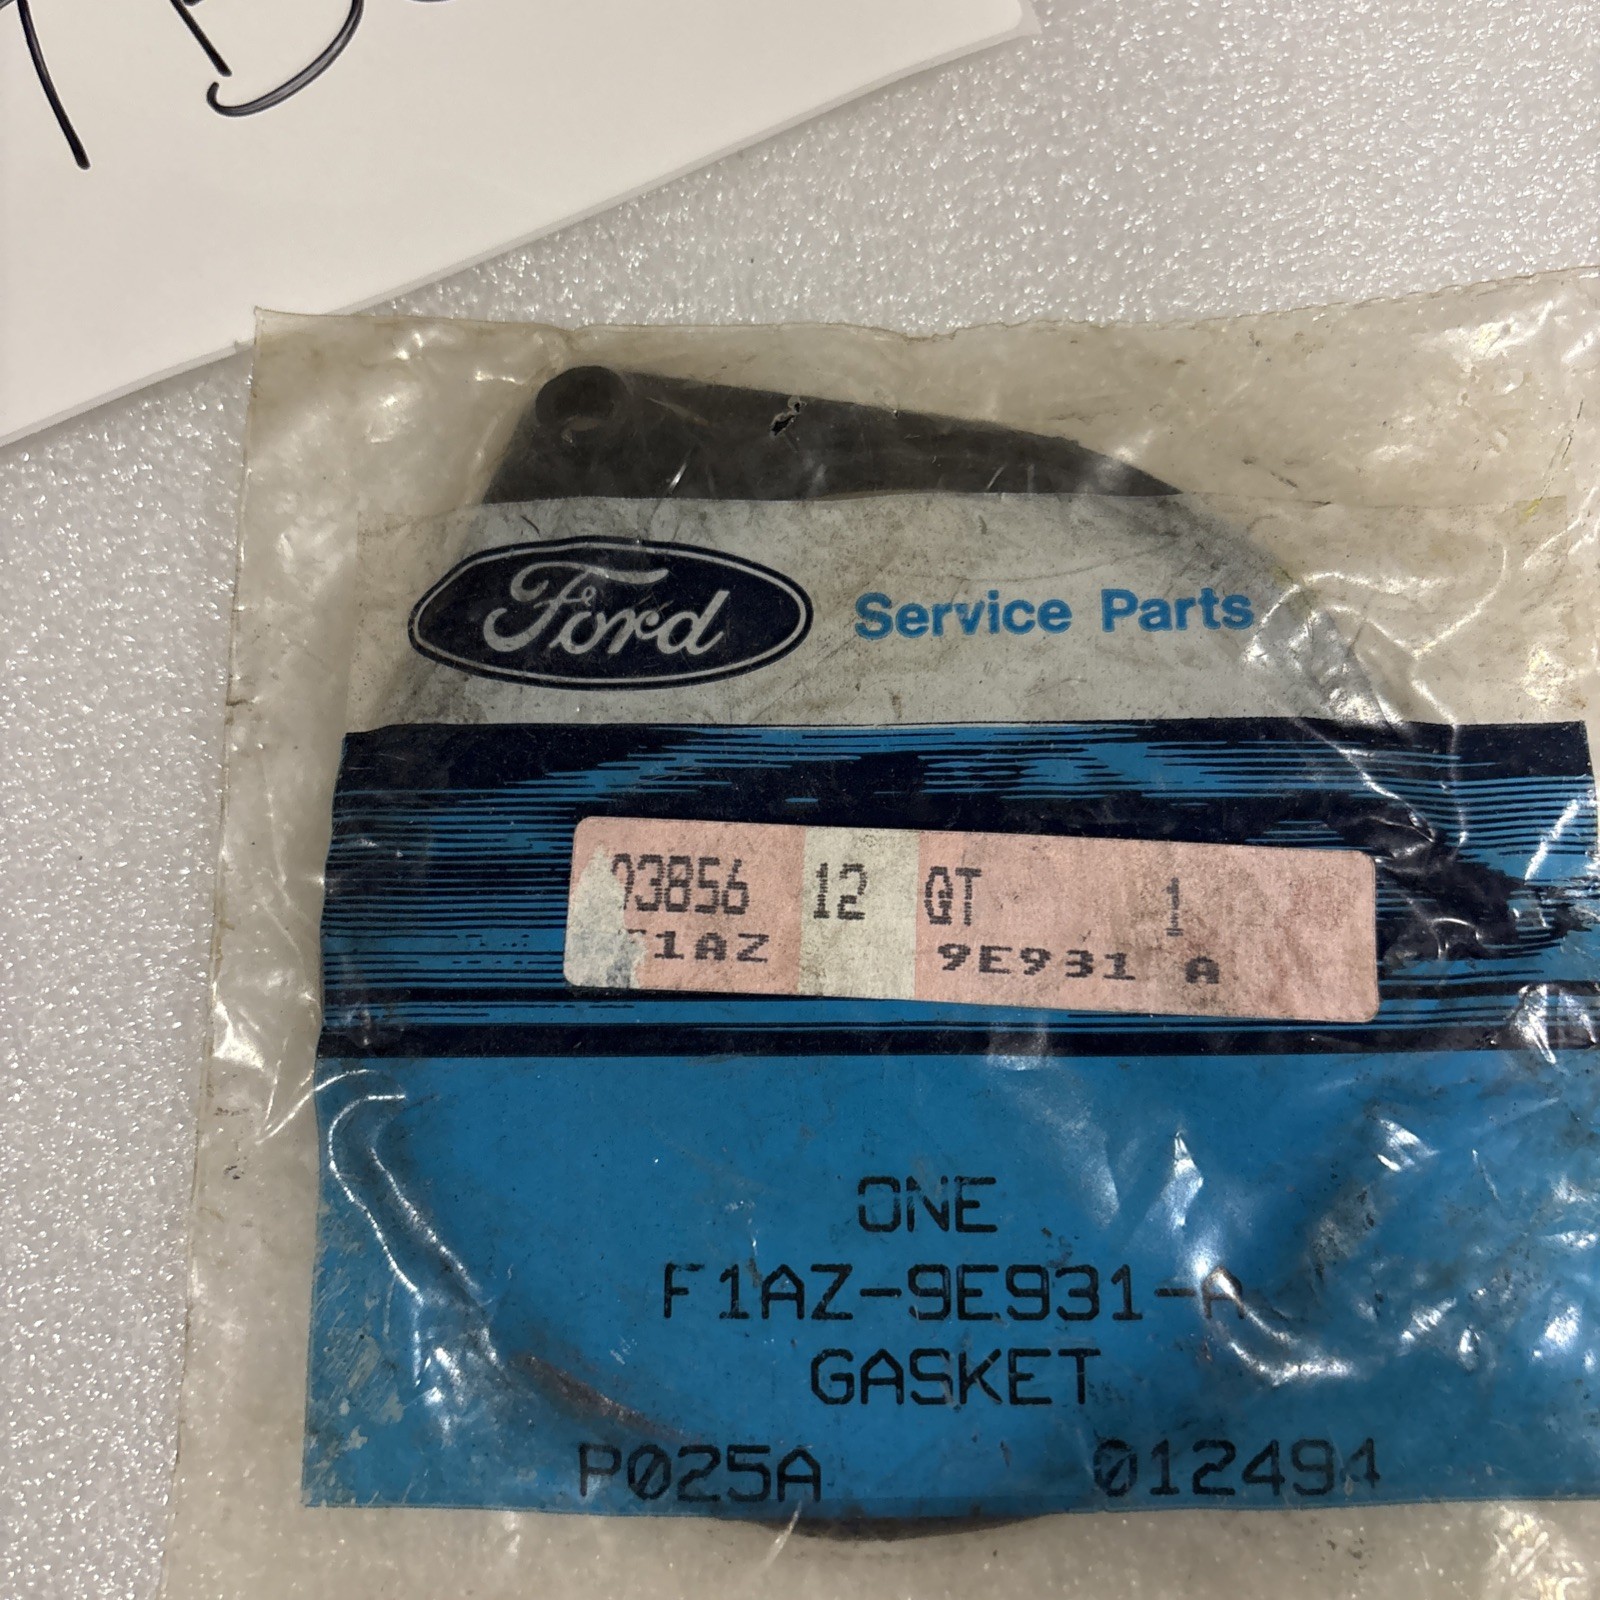 Ford Service Parts
03856 12 QT 1
F1AZ 9E931 A
ONE
F1AZ-9E931-A
GASKET
P025A 012494